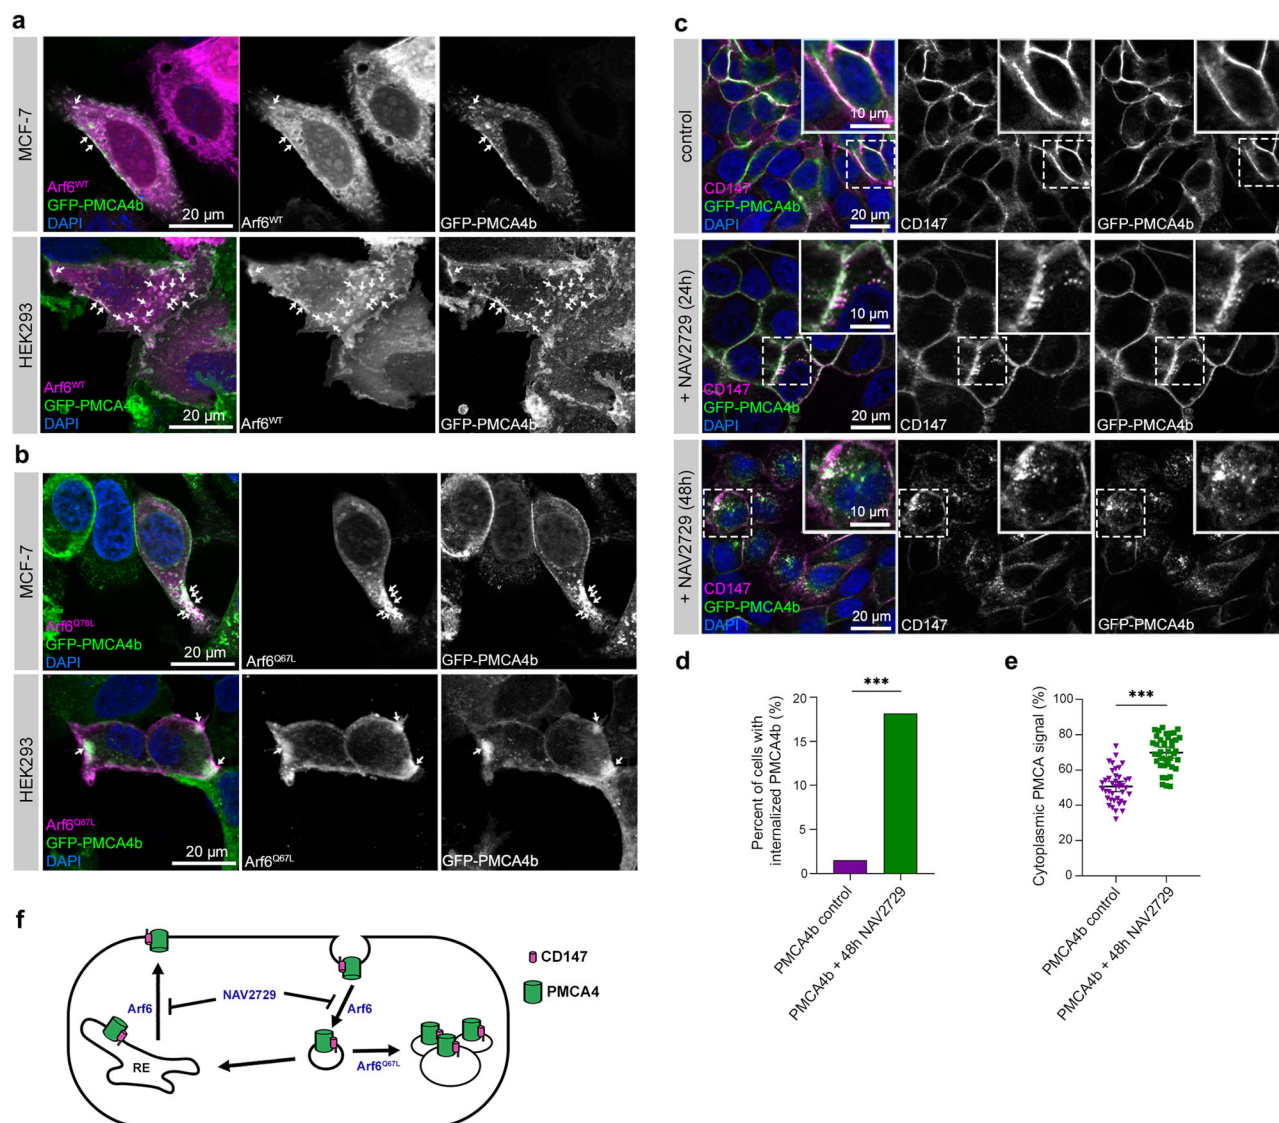 a
MCF-7
Arf6WT
GFP-PMCA4b
DAPI
20 µm
Arf6WT
GFP-PMCA4b
HEK293
Arf6WT
GFP-PMCA4b
DAPI
20 µm
Arf6WT
GFP-PMCA4b
b
MCF-7
Arf6Q76L
GFP-PMCA4b
DAPI
20 µm
Arf6Q67L
GFP-PMCA4b
HEK293
Arf6Q67L
GFP-PMCA4b
DAPI
20 µm
Arf6Q67L
GFP-PMCA4b
c
control
10 µm
CD147
GFP-PMCA4b
DAPI
20 µm
CD147
GFP-PMCA4b
+ NAV2729 (24h)
10 µm
CD147
GFP-PMCA4b
DAPI
20 µm
CD147
GFP-PMCA4b
+ NAV2729 (48h)
10 µm
CD147
GFP-PMCA4b
DAPI
20 µm
CD147
GFP-PMCA4b
d
Percent of cells with
internalized PMCA4b (%)
20
15
10
5
0
***
PMCA4b control
PMCA4b + 48h NAV2729
e
Cytoplasmic PMCA signal (%)
100
80
60
40
20
0
***
PMCA4b control
PMCA4b + 48h NAV2729
f
Arf6
NAV2729
Arf6
RE
Arf6Q67L
CD147
PMCA4